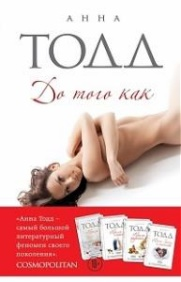 АННА
ТОДД
До того как
«Анна Тодд –
самый большой
литературный
феномен своего
поколения».
COSMOPOLITAN